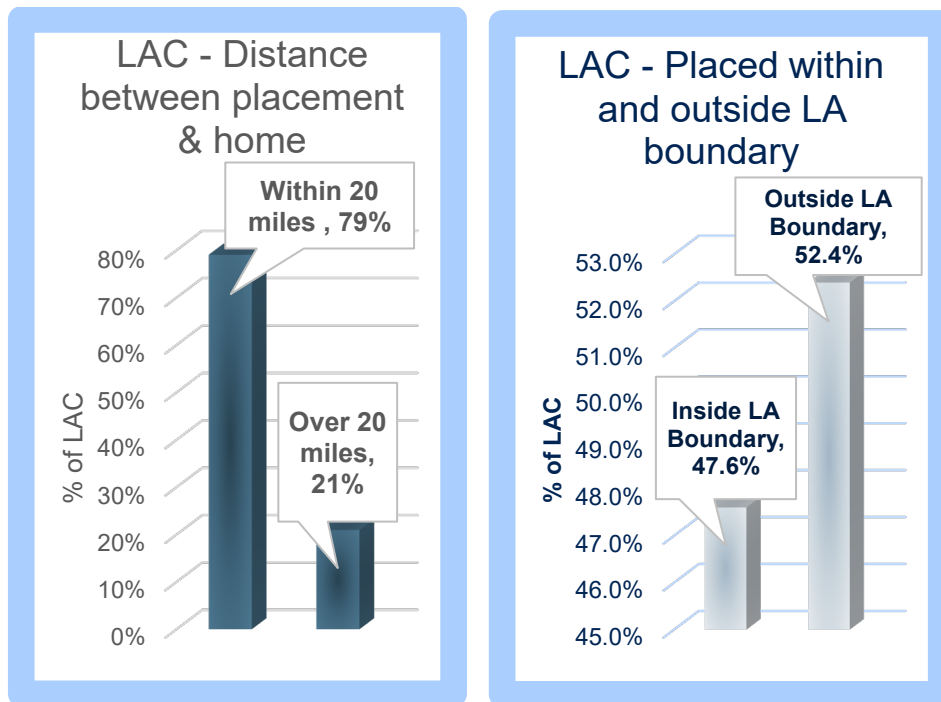 LAC - Distance
between placement
& home
Within 20
miles , 79%
80%
70%
60%
50%
40%
30%
20%
10%
0%
% of LAC
Over 20
miles,
21%
LAC - Placed within
and outside LA
boundary
Outside LA
Boundary,
52.4%
53.0%
52.0%
51.0%
50.0%
49.0%
48.0%
47.0%
46.0%
45.0%
% of LAC
Inside LA
Boundary,
47.6%